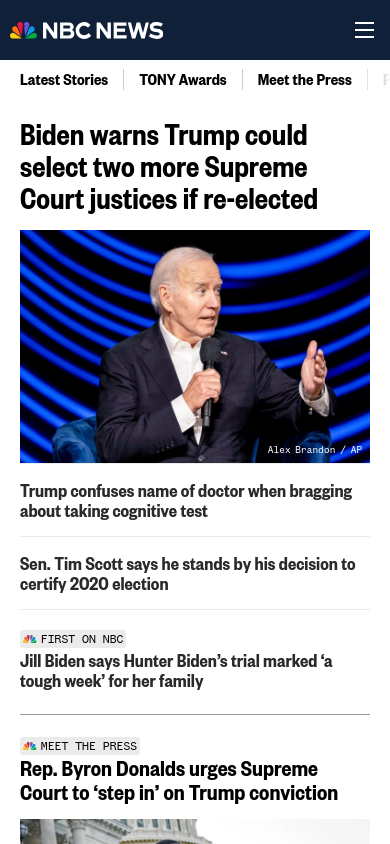 NBC NEWS
Latest Stories
TONY Awards
Meet the Press
Biden warns Trump could
select two more Supreme
Court justices if re-elected
Alex Brandon / AP
Trump confuses name of doctor when bragging
about taking cognitive test
Sen. Tim Scott says he stands by his decision to
certify 2020 election
FIRST ON NBC
Jill Biden says Hunter Biden’s trial marked ‘a
tough week’ for her family
MEET THE PRESS
Rep. Byron Donalds urges Supreme
Court to ‘step in’ on Trump conviction